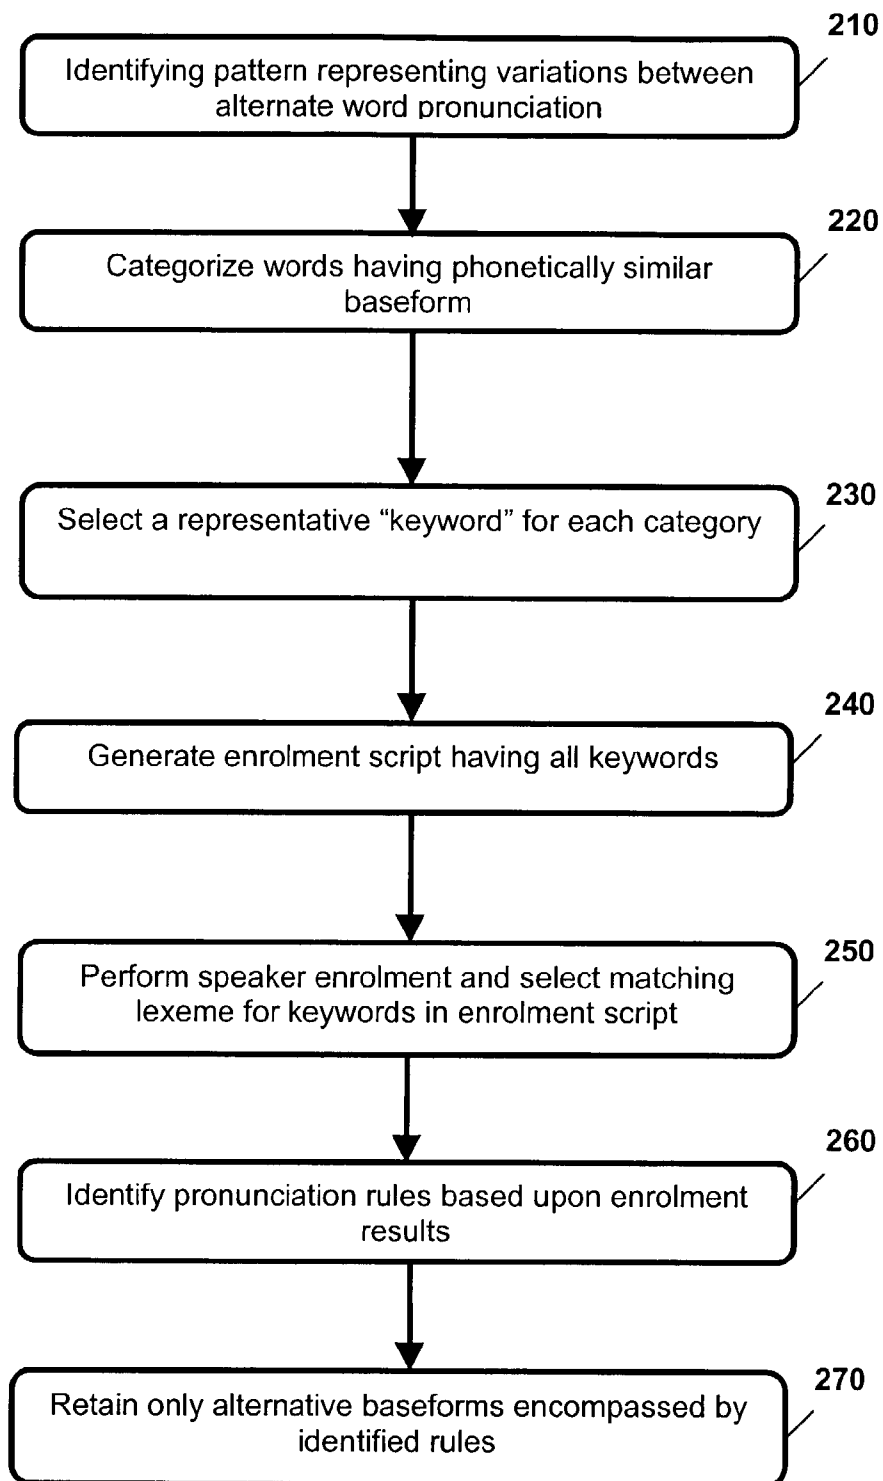 210
Identifying pattern representing variations between
alternate word pronunciation
220
Categorize words having phonetically similar
baseform
230
Select a representative “keyword” for each category
240
Generate enrolment script having all keywords
250
Perform speaker enrolment and select matching
lexeme for keywords in enrolment script
260
Identify pronunciation rules based upon enrolment
results
270
Retain only alternative baseforms encompassed by
identified rules